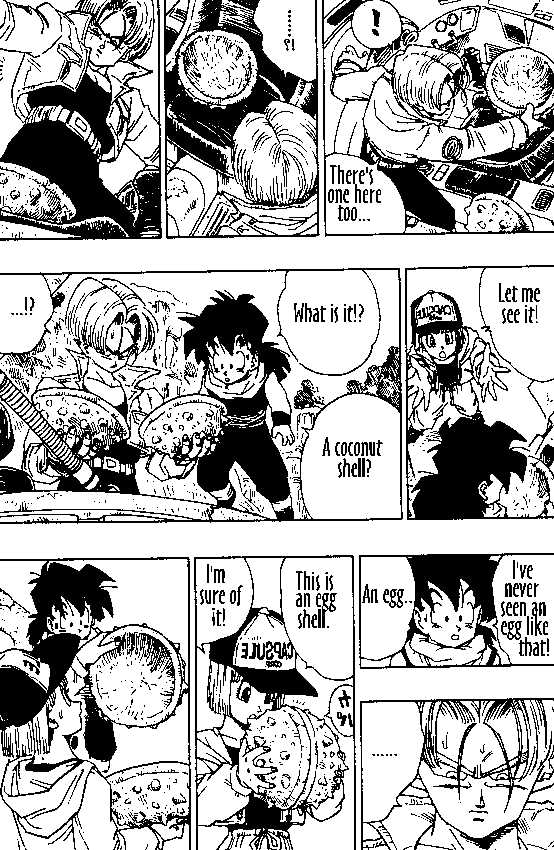 !
There's
one here
too...
......!?
Let me
see it!
CAPSULE
What is it!?
A coconut
shell?
...!?
I've
never
seen an
egg like
that!
An egg...
......
This is
an egg
shell.
I'm
sure of
it!
CAPSULE
CORP